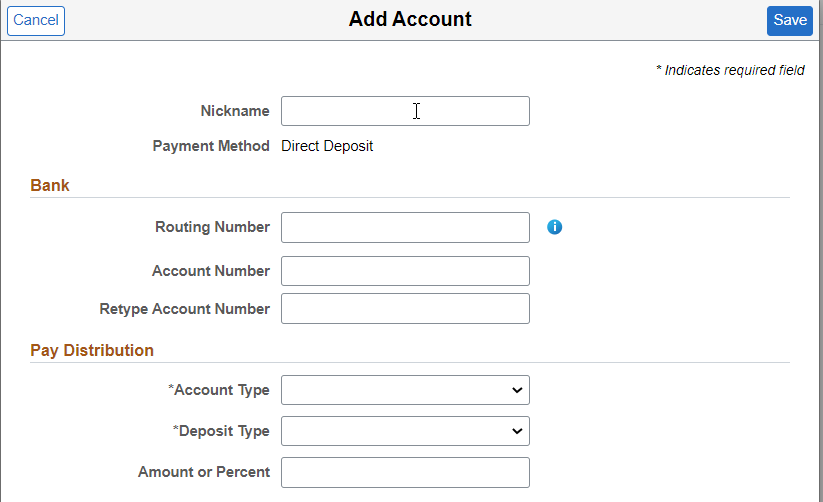 Cancel Add Account Save
* Indicates required field
Nickname
Payment Method Direct Deposit
Bank
Routing Number
Account Number
Retype Account Number
Pay Distribution
*Account Type
*Deposit Type
Amount or Percent